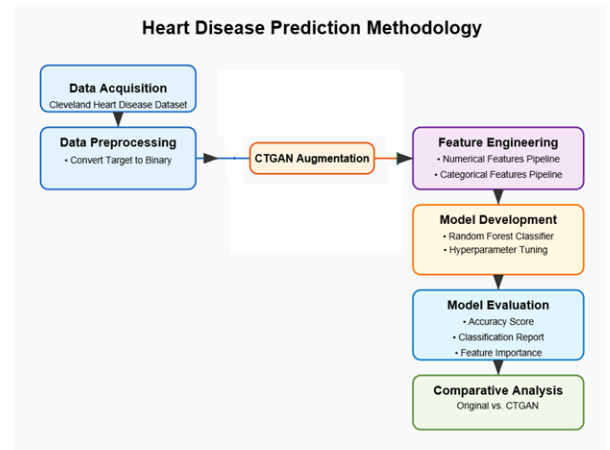 Heart Disease Prediction Methodology
Data Acquisition
Cleveland Heart Disease Dataset
Data Preprocessing
• Convert Target to Binary
CTGAN Augmentation
Feature Engineering
• Numerical Features Pipeline
• Categorical Features Pipeline
Model Development
• Random Forest Classifier
• Hyperparameter Tuning
Model Evaluation
• Accuracy Score
• Classification Report
• Feature Importance
Comparative Analysis
Original vs. CTGAN